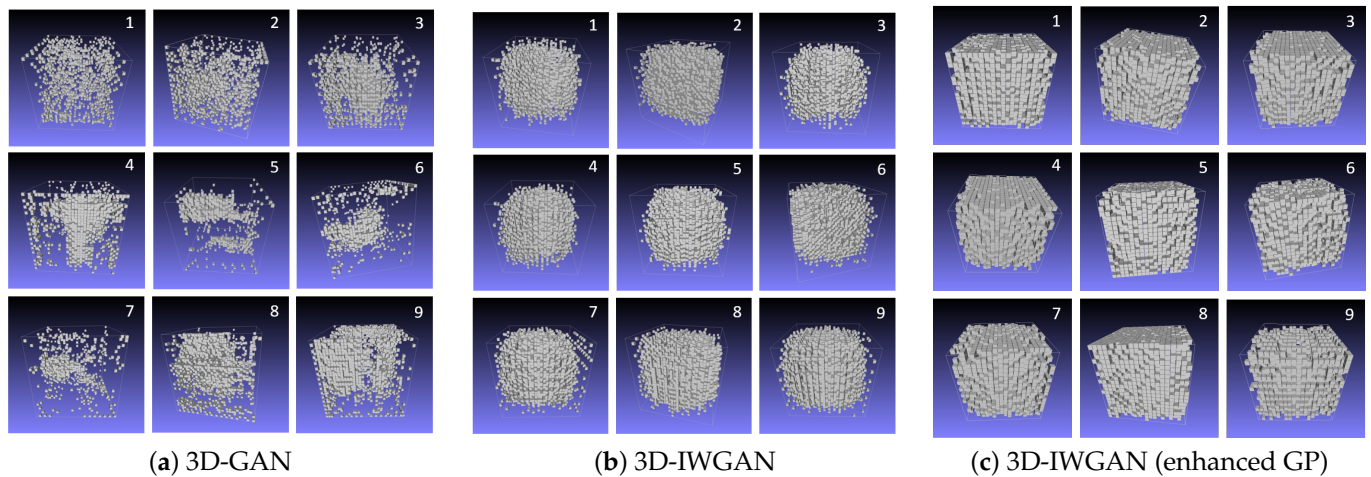 1 2 3 1 2 3 1 2 3
4 5 6 4 5 6 4 5 6
7 8 9 7 8 9 7 8 9
(a) 3D-GAN (b) 3D-IWGAN (c) 3D-IWGAN (enhanced GP)